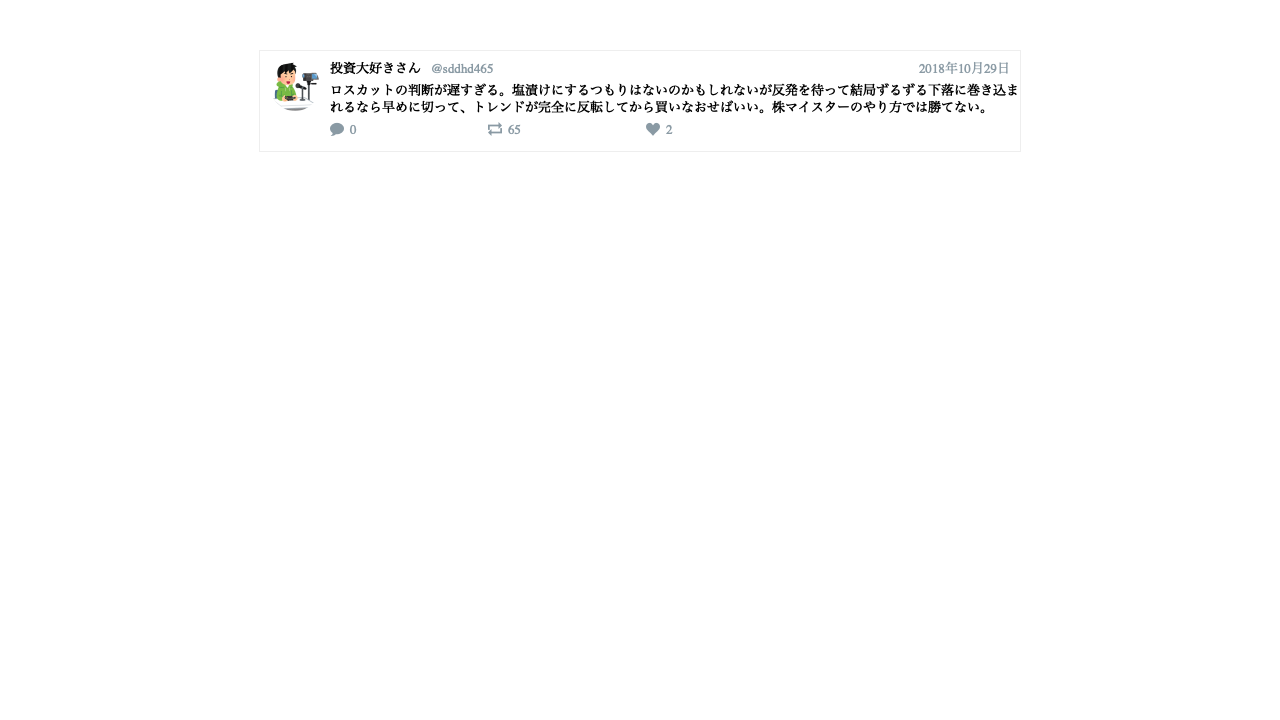 投資大好きさん @sddhd465 2018年10月29日
ロスカットの判断が遅すぎる。塩漬けにするつもりはないのかもしれないが反発を待って結局ずるずる下落に巻き込ま
れるなら早めに切って、トレンドが完全に反転してから買いなおせばいい。株マイスターのやり方では勝てない。
0 65 2